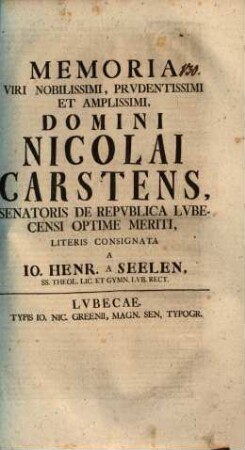 MEMORIA
VIRI NOBILISSIMI, PRVDENTISSIMI
ET AMPLISSIMI,
DOMINI
NICOLAI
CARSTENS,
SENATORIS DE REPVBLICA LVBE-
CENSI OPTIME MERITI,
LITERIS CONSIGNATA
A
IO. HENR. A SEELEN,
SS. THEOL. LIC. ET GYMN. LVB. RECT.
LVBECAE.
TYPIS IO. NIC. GREENII, MAGN. SEN, TYPOGR.